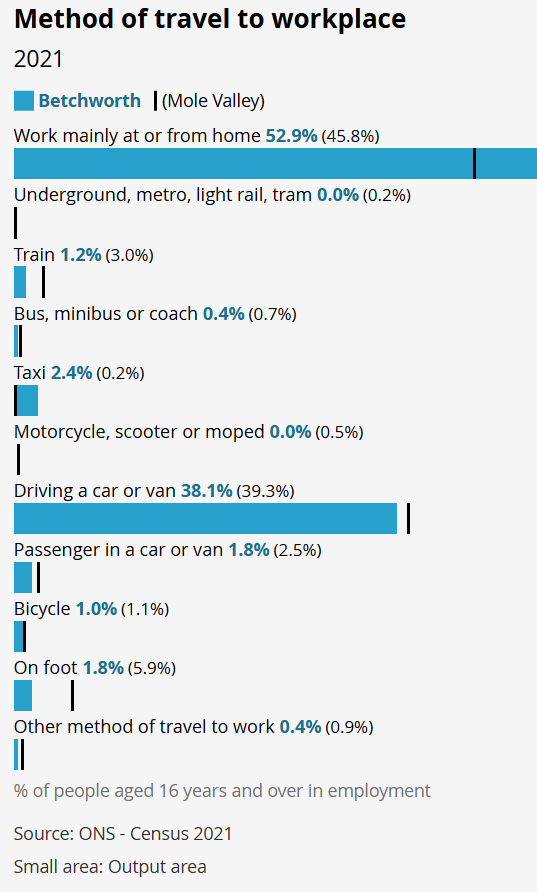 Method of travel to workplace
2021
Betchworth (Mole Valley)
Work mainly at or from home 52.9% (45.8%)
Underground, metro, light rail, tram 0.0% (0.2%)
Train 1.2% (3.0%)
Bus, minibus or coach 0.4% (0.7%)
Taxi 2.4% (0.2%)
Motorcycle, scooter or moped 0.0% (0.5%)
Driving a car or van 38.1% (39.3%)
Passenger in a car or van 1.8% (2.5%)
Bicycle 1.0% (1.1%)
On foot 1.8% (5.9%)
Other method of travel to work 0.4% (0.9%)
% of people aged 16 years and over in employment
Source: ONS - Census 2021
Small area: Output area